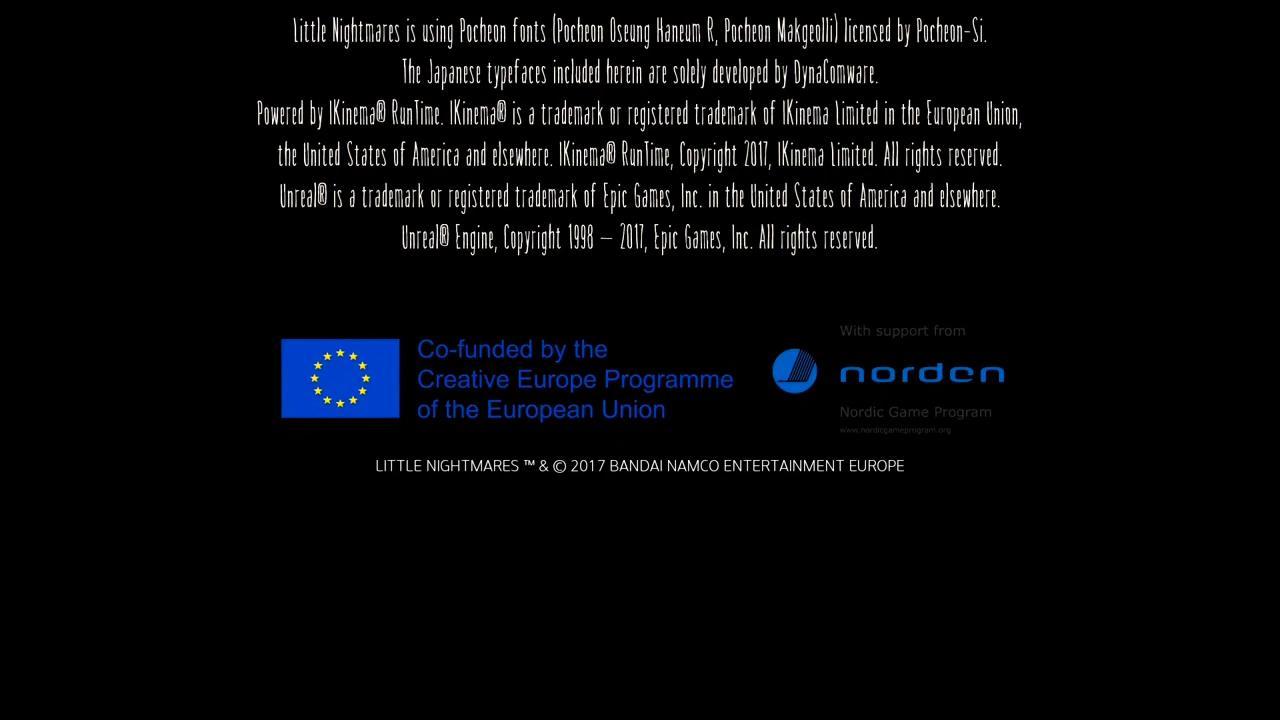 Little Nightmares is using Pocheon fonts (Pocheon Oseung Haneum R, Pocheon Makgeolli) licensed by Pocheon-Si.
The Japanese typefaces included herein are solely developed by DynaComware.
Powered by IKinema® RunTime. IKinema® is a trademark or registered trademark of IKinema Limited in the European Union,
the United States of America and elsewhere. IKinema® RunTime, Copyright 2017, IKinema Limited. All rights reserved.
Unreal® is a trademark or registered trademark of Epic Games, Inc. in the United States of America and elsewhere.
Unreal® Engine, Copyright 1998 – 2017, Epic Games, Inc. All rights reserved.
Co-funded by the
Creative Europe Programme
of the European Union
With support from
norden
Nordic Game Program
www.nordicgameprogram.org
LITTLE NIGHTMARES ™ & © 2017 BANDAI NAMCO ENTERTAINMENT EUROPE